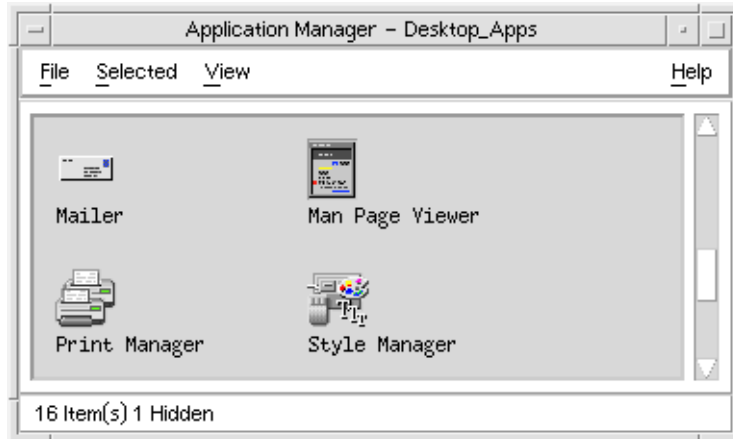 Application Manager – Desktop_Apps
File Selected View Help
Mailer Man Page Viewer
Print Manager Style Manager
16 Item(s) 1 Hidden